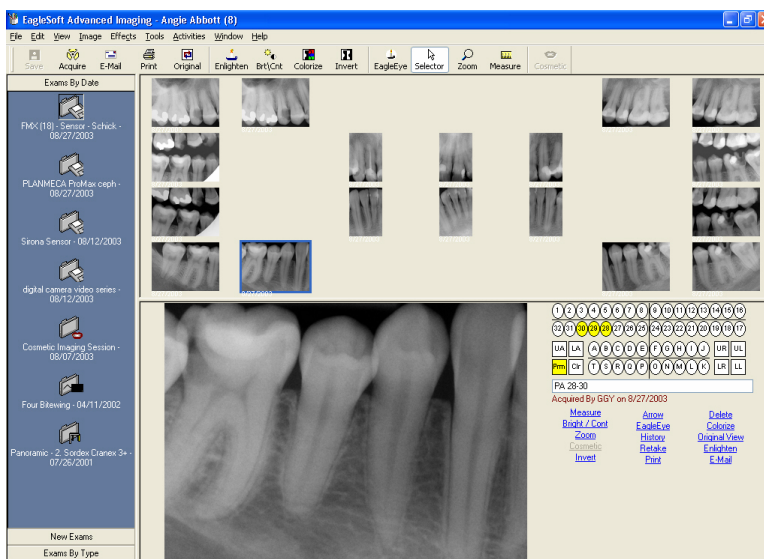 EagleSoft Advanced Imaging - Angie Abbott (8)
File Edit View Image Effects Tools Activities Window Help
Save Acquire E-Mail Print Original Enlighten Brt\Cnt Colorize Invert EagleEye Selector Zoom Measure Cosmetic
Exams By Date
FMX (18) - Sensor - Schick -
08/27/2003
PLANMECA ProMax ceph -
08/27/2003
Sirona Sensor - 08/12/2003
digital camera video series -
08/12/2003
Cosmetic Imaging Session -
08/07/2003
Four Bitewing - 04/11/2002
Panoramic - 2. Sordex Cranex 3+ -
07/26/2001
New Exams
Exams By Type
1 2 3 4 5 6 7 8 9 10 11 12 13 14 15 16
32 31 30 29 28 27 26 25 24 23 22 21 20 19 18 17
UA LA A B C D E F G H I J UR UL
Prm Clr T S R Q P O N M L K LR LL
PA 28-30
Acquired By GGY on 8/27/2003
Measure Arrow Delete
Bright / Cont EagleEye Colorize
Zoom History Original View
Cosmetic Retake Enlighten
Invert Print E-Mail